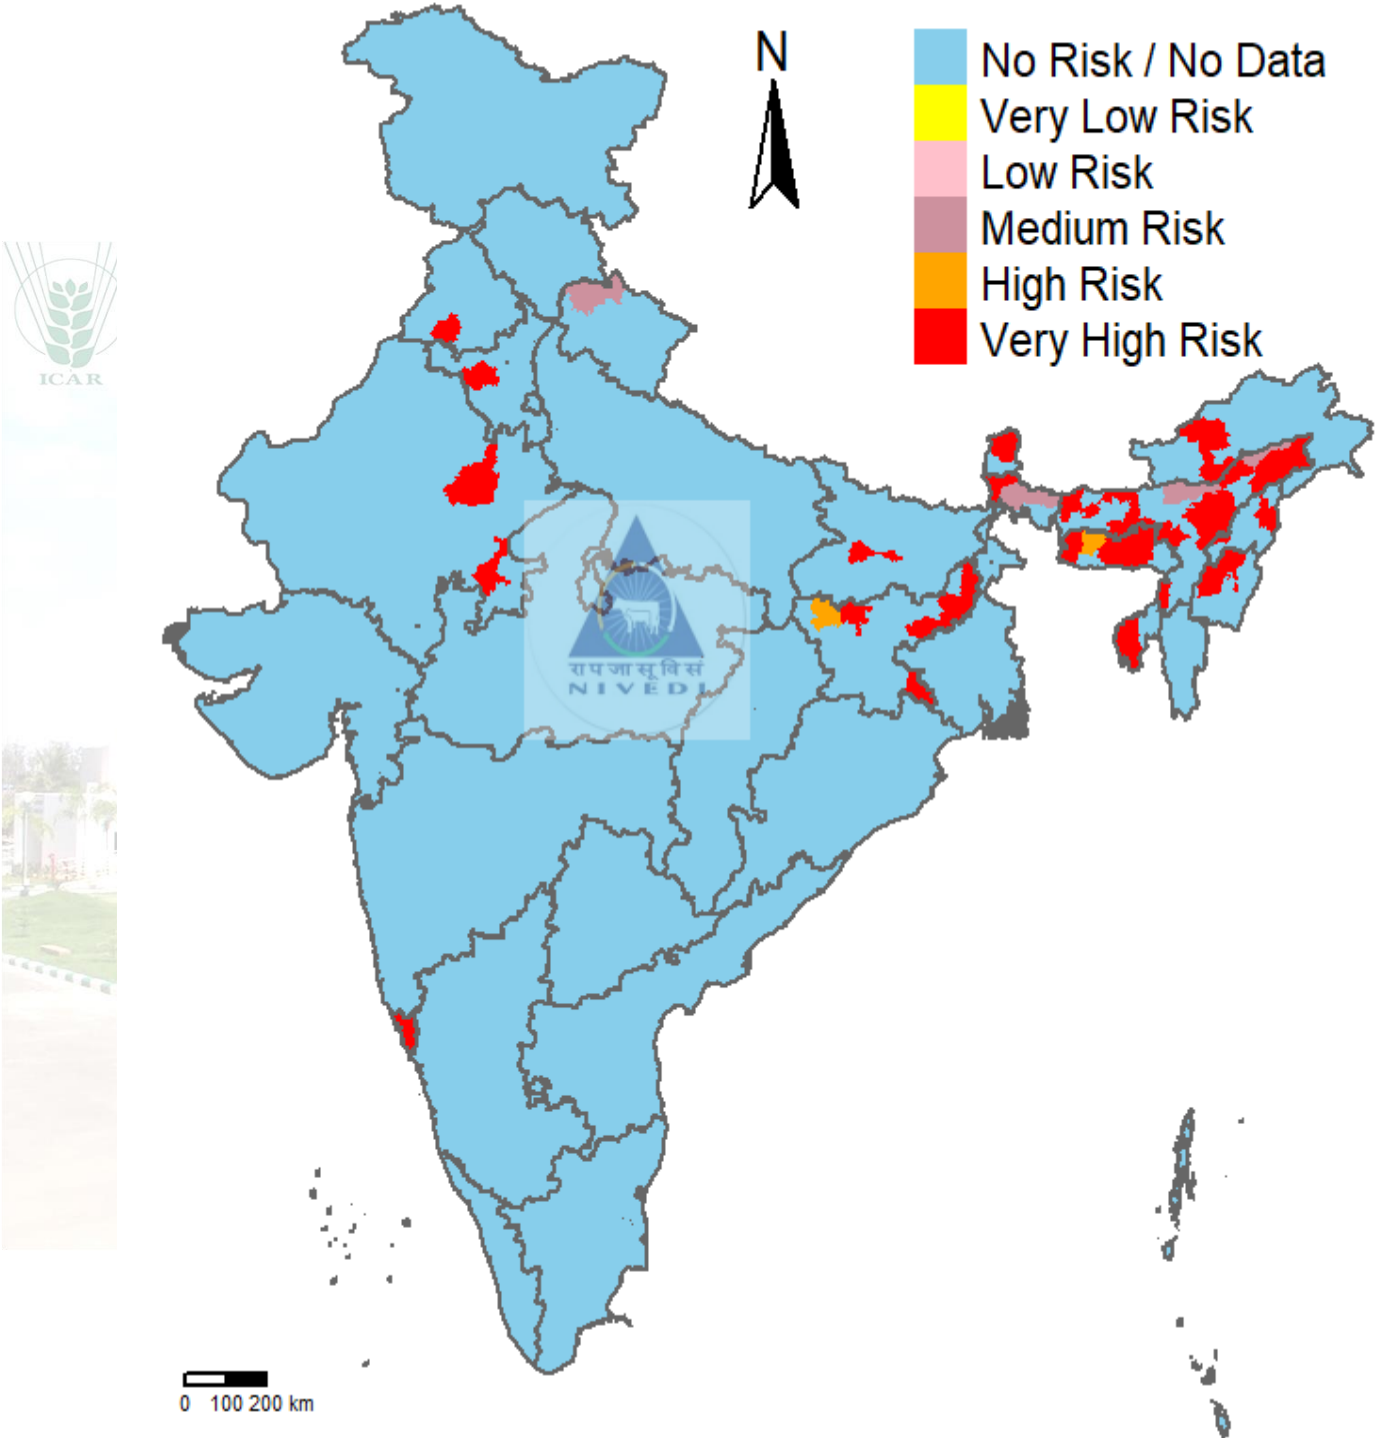 N
No Risk / No Data
Very Low Risk
Low Risk
Medium Risk
High Risk
Very High Risk
ICAR
रापजासूविसं
NIVEDI
0 100 200 km